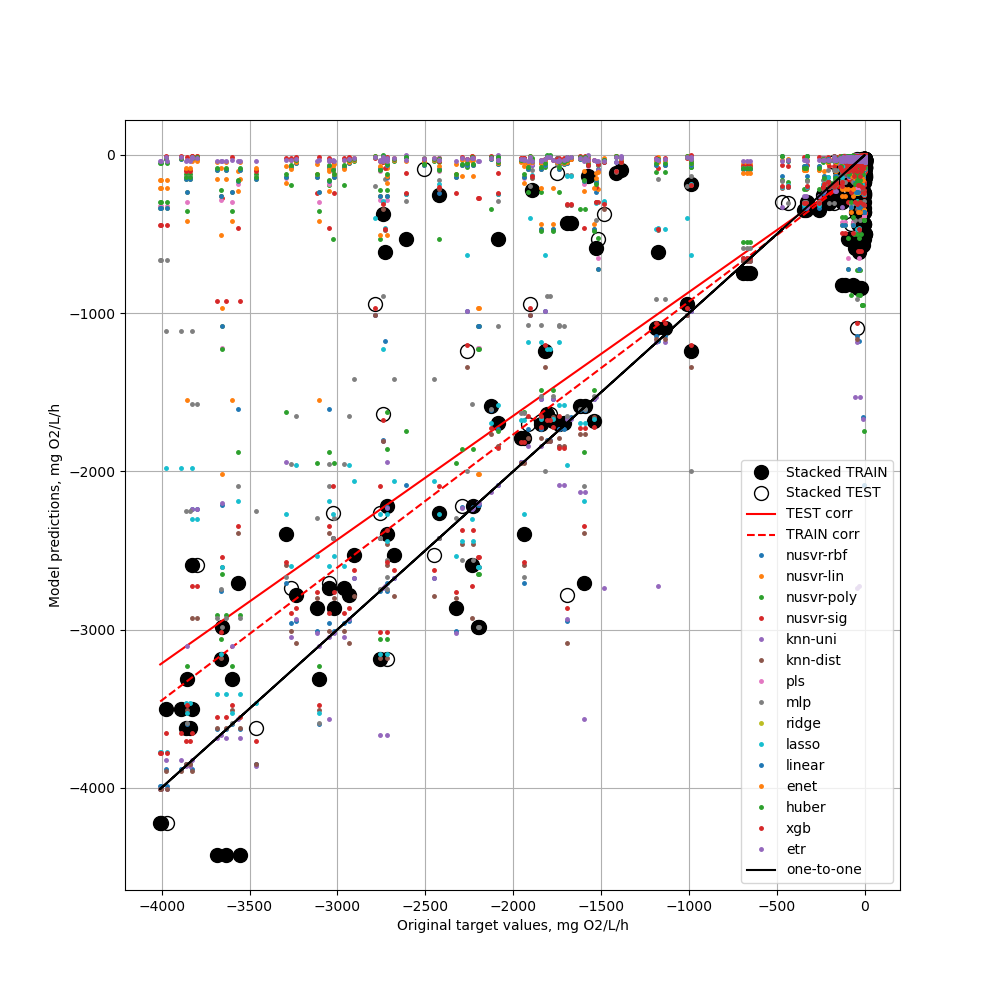 0
−1000
−2000
−3000
−4000
Model predictions, mg O2/L/h
−4000 −3500 −3000 −2500 −2000 −1500 −1000 −500 0
Original target values, mg O2/L/h
Stacked TRAIN
Stacked TEST
TEST corr
TRAIN corr
nusvr-rbf
nusvr-lin
nusvr-poly
nusvr-sig
knn-uni
knn-dist
pls
mlp
ridge
lasso
linear
enet
huber
xgb
etr
one-to-one